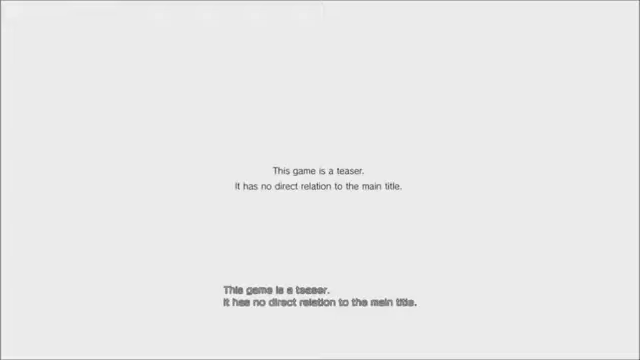 This game is a teaser.
It has no direct relation to the main title.
This game is a teaser.
It has no direct relation to the main title.